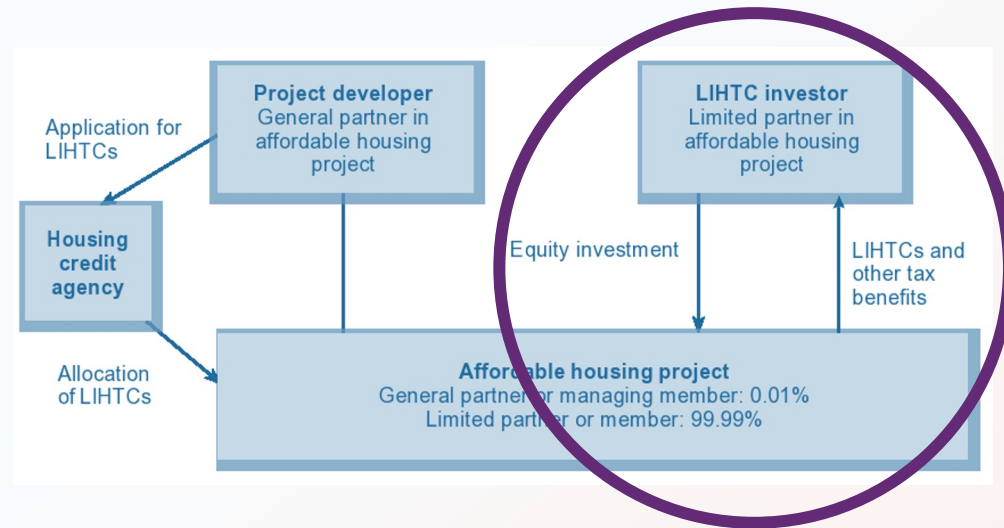 Project developer
General partner in
affordable housing
project
LIHTC investor
Limited partner in
affordable housing
project
Application for
LIHTCs
Housing
credit
agency
Equity investment
LIHTCs and
other tax
benefits
Allocation
of LIHTCs
Affordable housing project
General partner or managing member: 0.01%
Limited partner or member: 99.99%